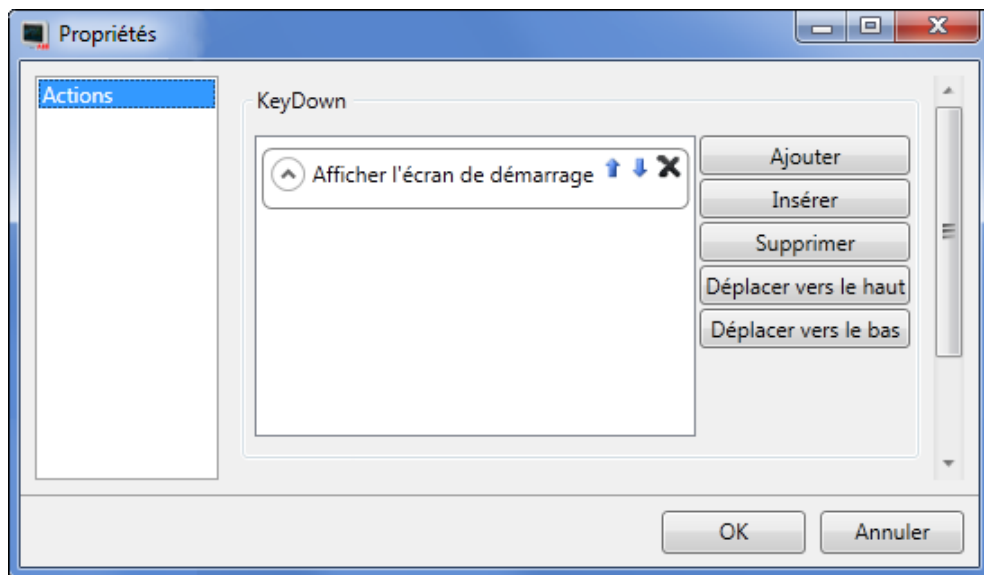 Propriétés
Actions
KeyDown
Afficher l'écran de démarrage
Ajouter
Insérer
Supprimer
Déplacer vers le haut
Déplacer vers le bas
OK
Annuler